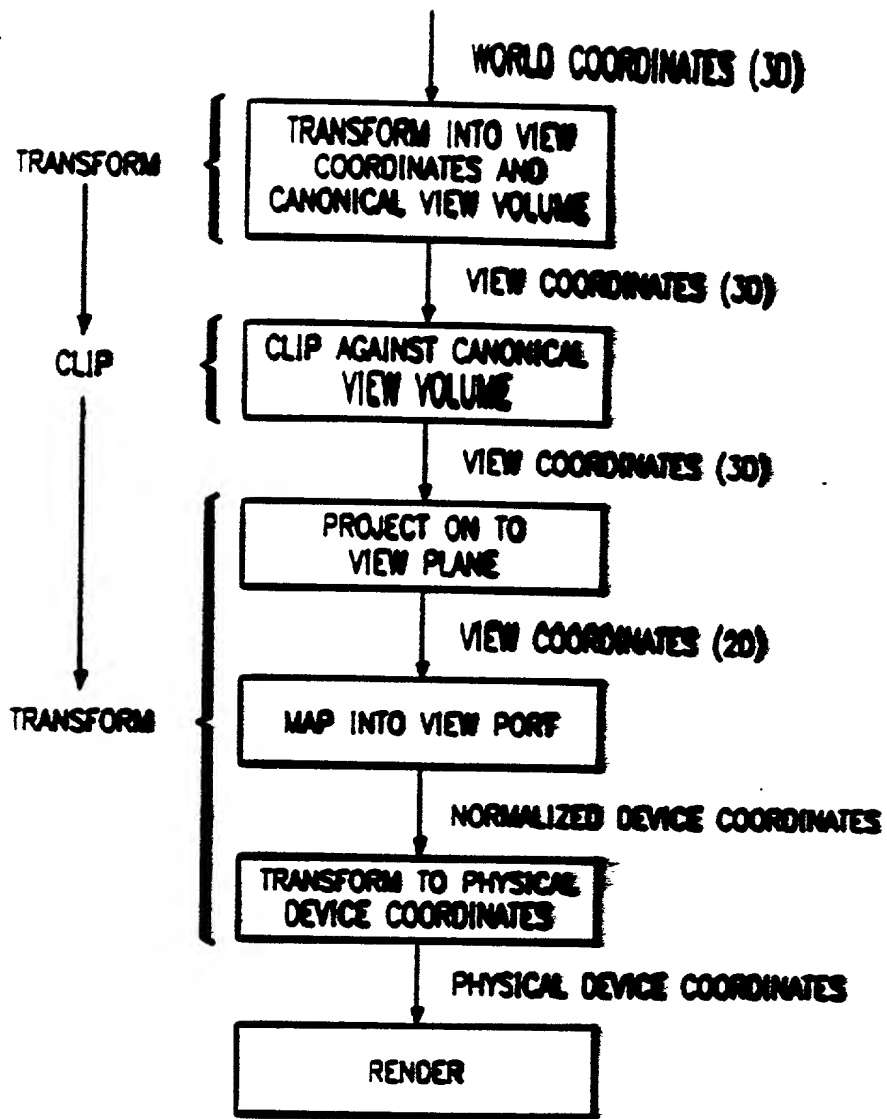 WORLD COORDINATES (3D)
TRANSFORM
TRANSFORM INTO VIEW
COORDINATES AND
CANONICAL VIEW VOLUME
VIEW COORDINATES (3D)
CLIP
CLIP AGAINST CANONICAL
VIEW VOLUME
VIEW COORDINATES (3D)
PROJECT ON TO
VIEW PLANE
VIEW COORDINATES (2D)
TRANSFORM
MAP INTO VIEW PORT
NORMALIZED DEVICE COORDINATES
TRANSFORM TO PHYSICAL
DEVICE COORDINATES
PHYSICAL DEVICE COORDINATES
RENDER